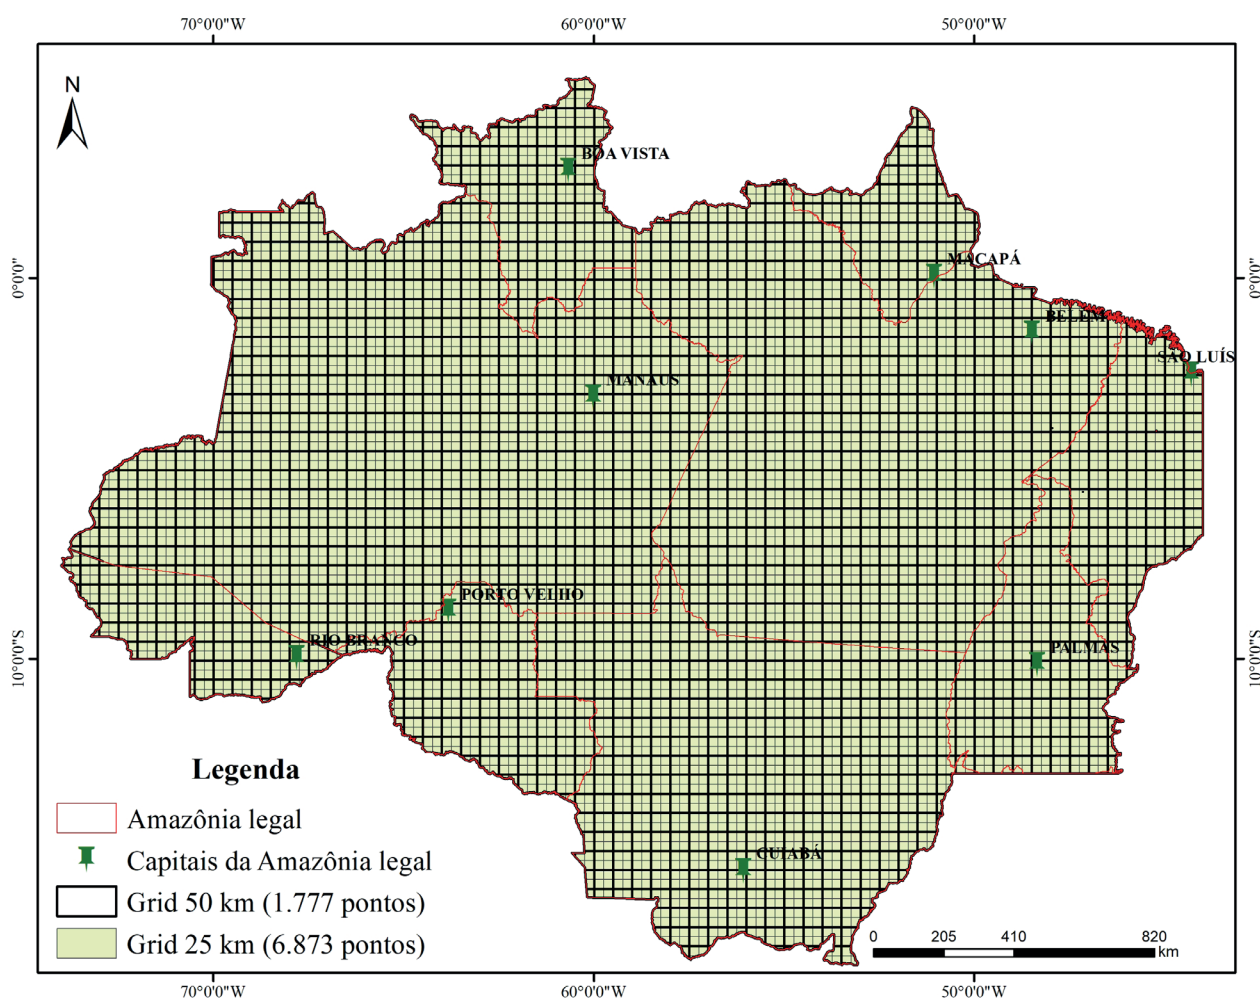 70°0'0"W 60°0'0"W 50°0'0"W
N
BOA VISTA
MACAPÁ
0°0'0" 0°0'0"
BELÉM
SÃO LUÍS
MANAUS
PORTO VELHO
RIO BRANCO
PALMAS
10°0'0"S 10°0'0"S
CUIABÁ
Legenda
Amazônia legal
Capitais da Amazônia legal
Grid 50 km (1.777 pontos)
Grid 25 km (6.873 pontos)
0 205 410 820
km
70°0'0"W 60°0'0"W 50°0'0"W